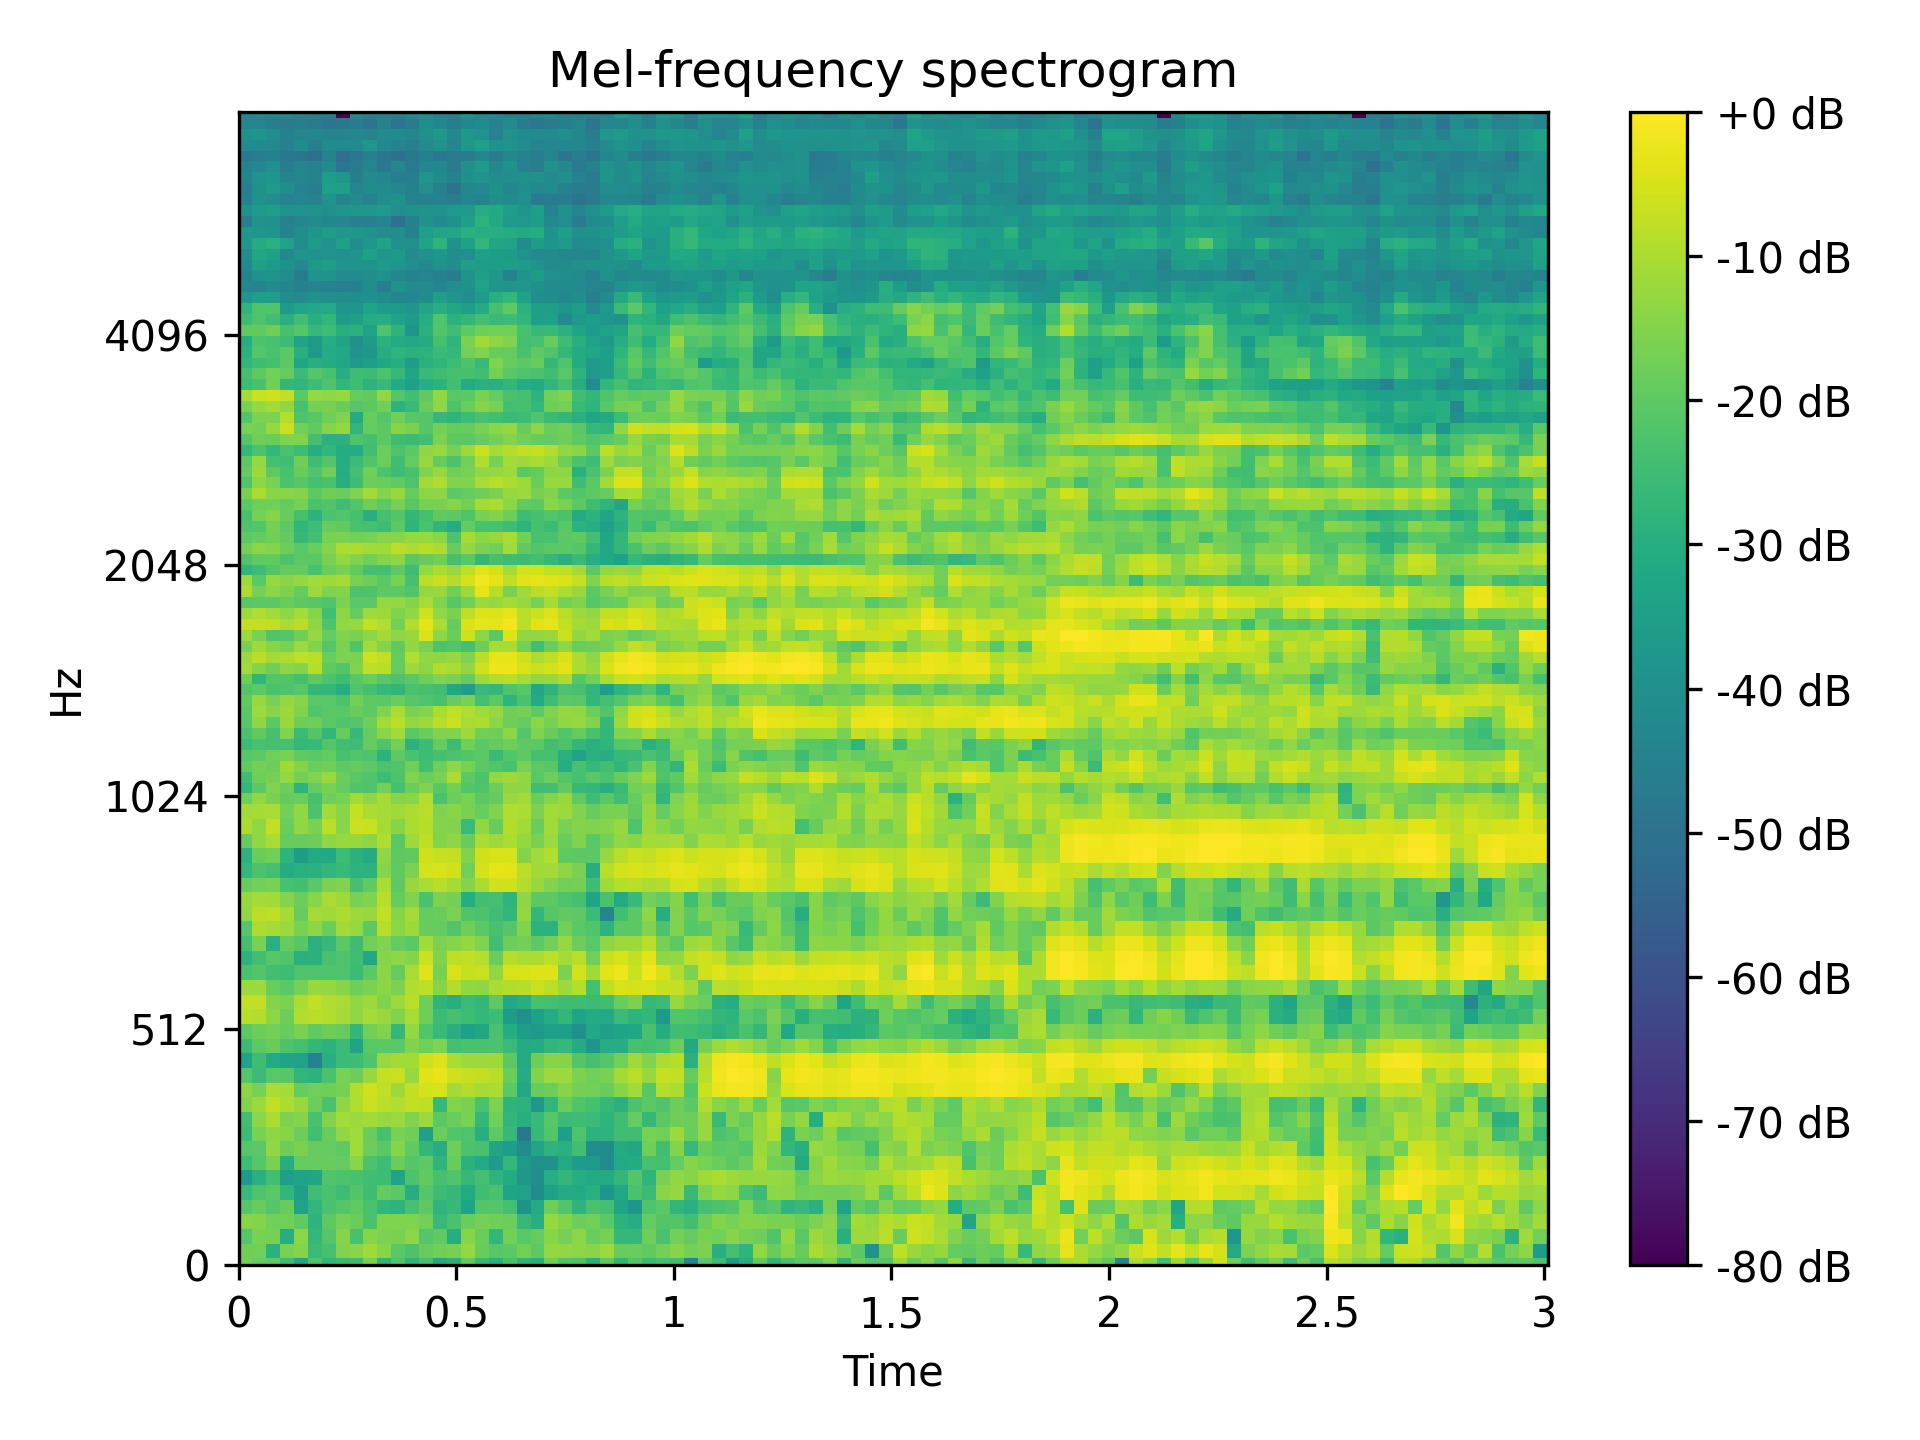 Mel-frequency spectrogram
+0 dB
-10 dB
-20 dB
-30 dB
-40 dB
-50 dB
-60 dB
-70 dB
-80 dB
4096
2048
1024
512
0
Hz
0 0.5 1 1.5 2 2.5 3
Time